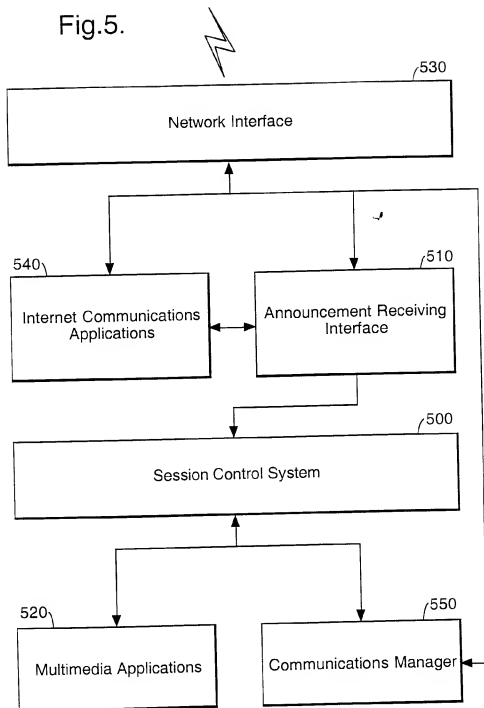 Fig.5.
530
Network Interface
540
510
Internet Communications
Applications
Announcement Receiving
Interface
500
Session Control System
520
550
Multimedia Applications
Communications Manager